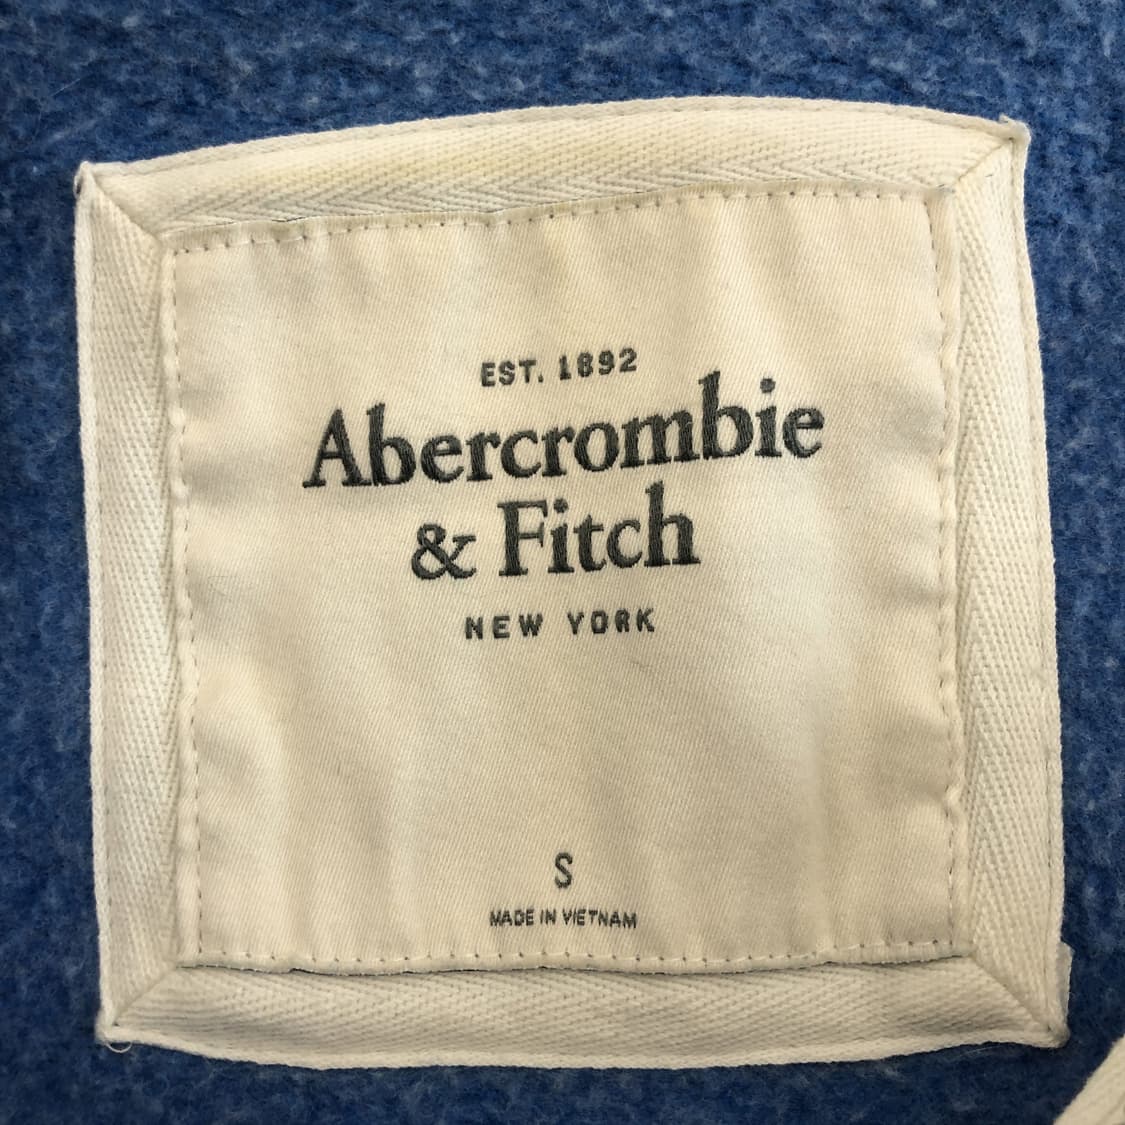 EST. 1892
Abercrombie
& Fitch
NEW YORK
S
MADE IN VIETNAM